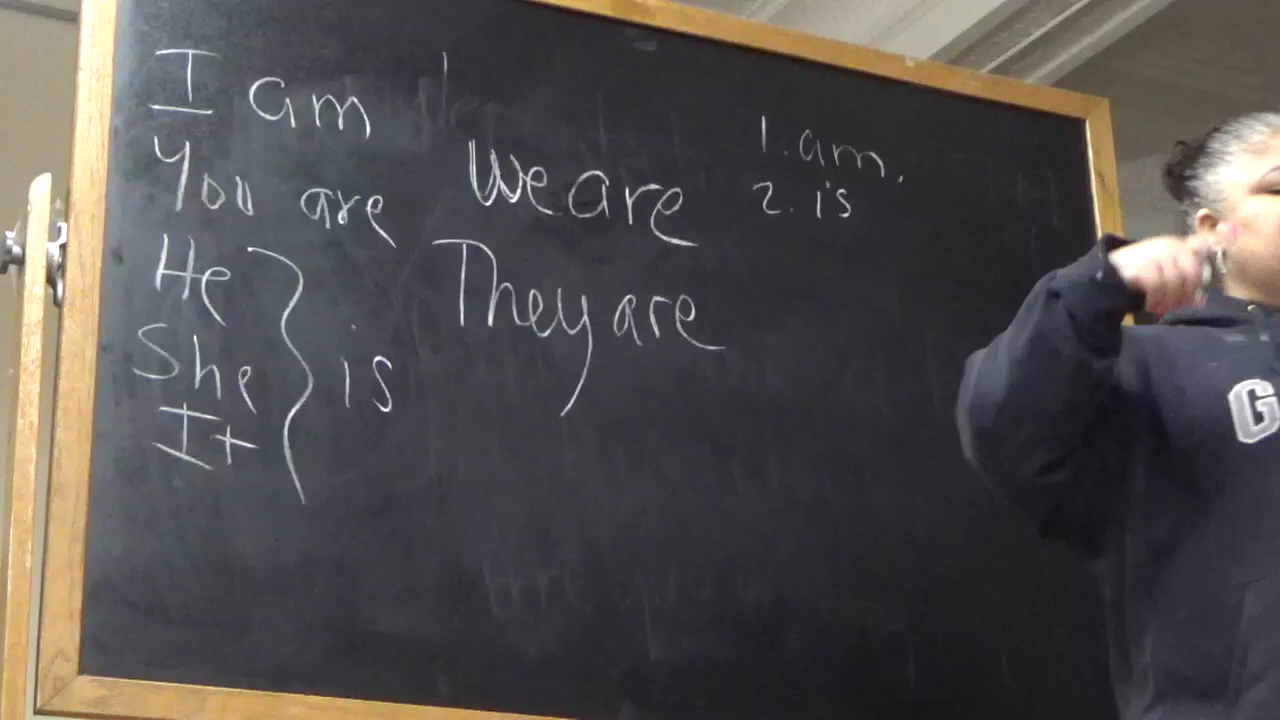 I am
You are
He
She
It
is
We are
They are
1. am.
2. is
G